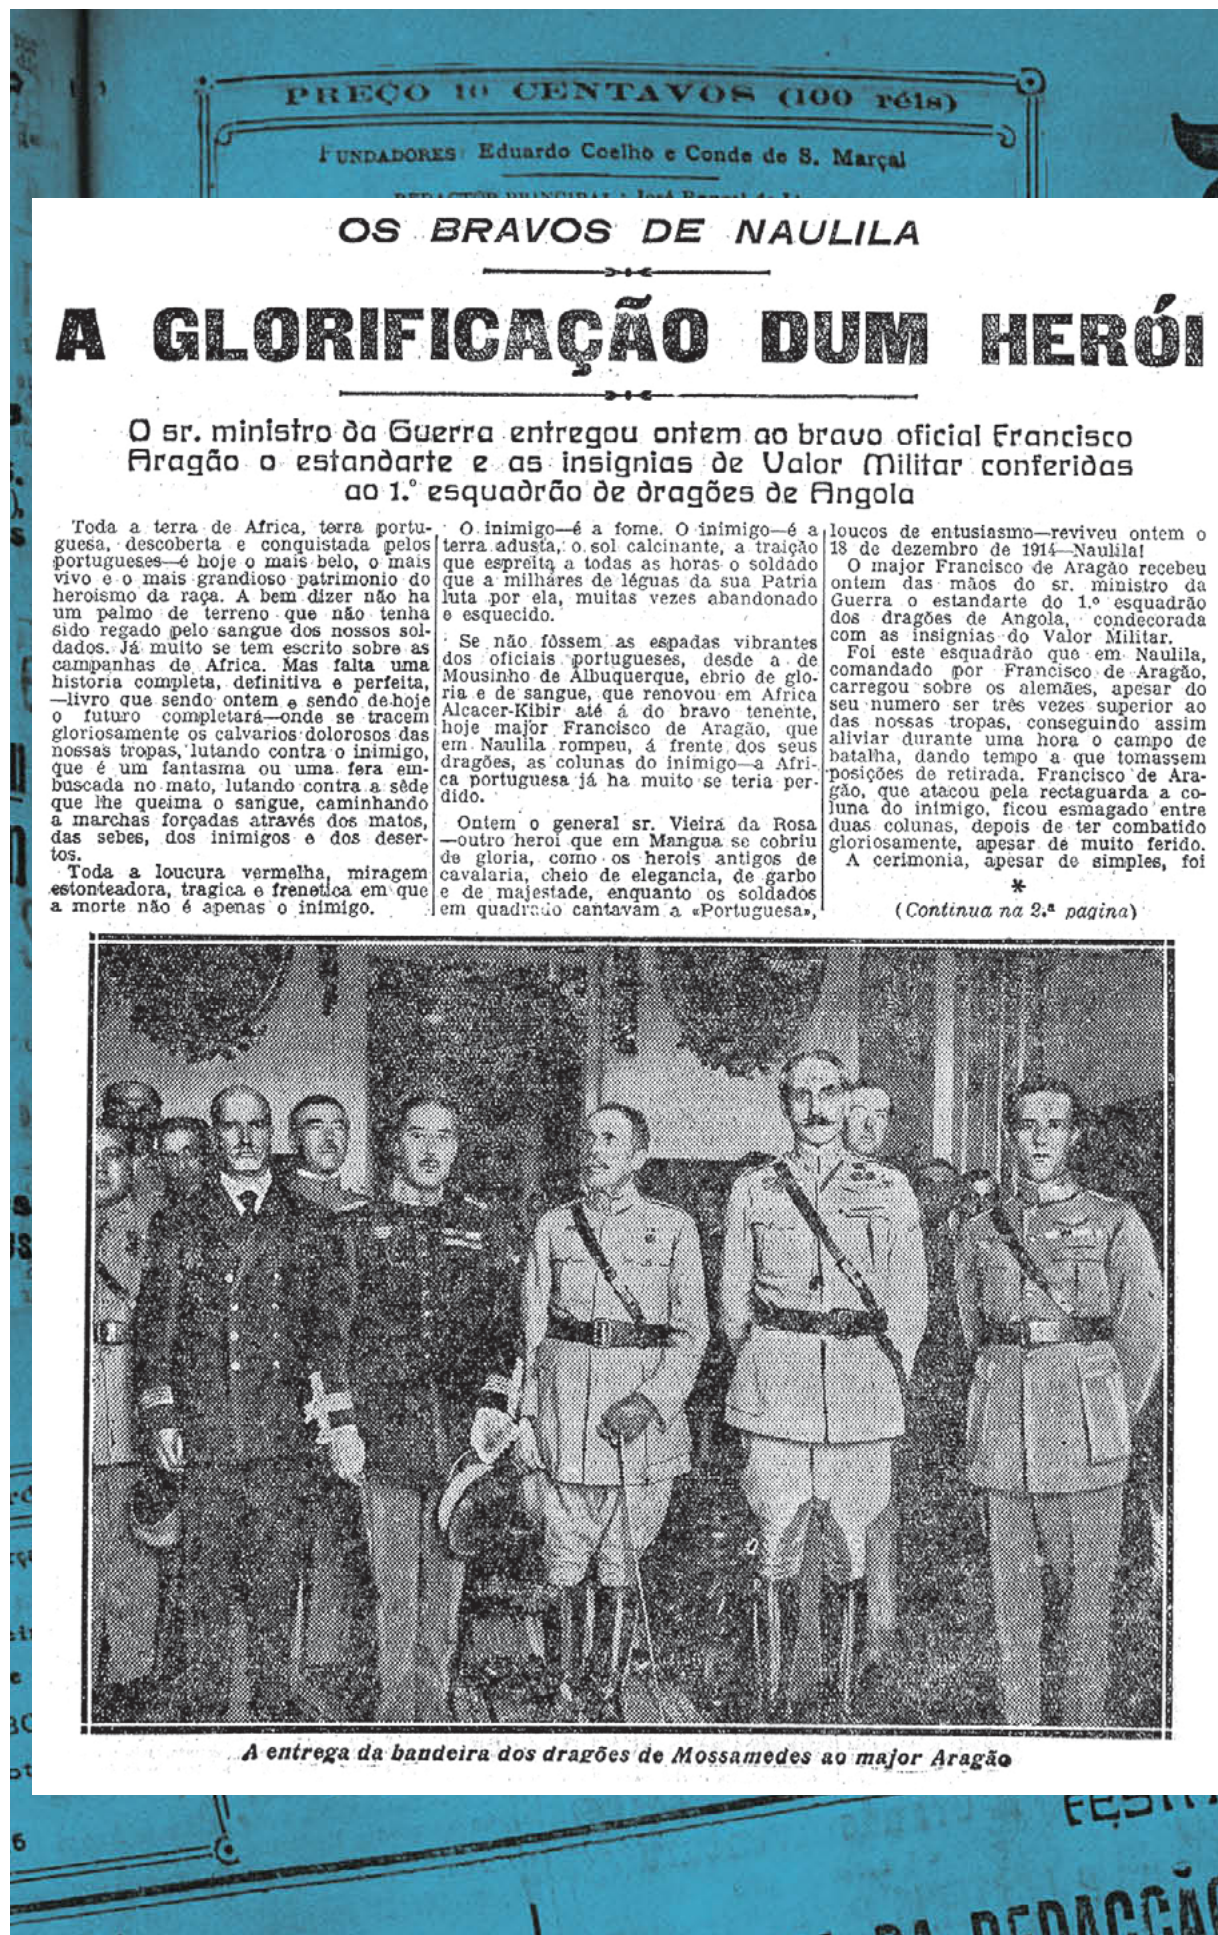 PREÇO 10 CENTAVOS (100 réis)
FUNDADORES: Eduardo Coelho e Conde de S. Marçal
OS BRAVOS DE NAULILA
A GLORIFICAÇÃO DUM HERÓI
O sr. ministro da Guerra entregou ontem ao bravo oficial Francisco
Aragão o estandarte e as insignias de Valor Militar conferidas
ao 1.º esquadrão de dragões de Angola
Toda a terra de Africa, terra portu-
guesa, descoberta e conquistada pelos
portugueses—é hoje o mais belo, o mais
vivo e o mais grandioso patrimonio do
heroismo da raça. A bem dizer não ha
um palmo de terreno que não tenha
sido regado pelo sangue dos nossos sol-
dados. Já muito se tem escrito sobre as
campanhas de Africa. Mas falta uma
historia completa, definitiva e perfeita,
—livro que sendo ontem e sendo de hoje
o futuro completará—onde se tracem
gloriosamente os calvarios dolorosos das
nossas tropas, lutando contra o inimigo,
que é um fantasma ou uma fera em-
buscada no mato, lutando contra a sêde
que lhe queima o sangue, caminhando
a marchas forçadas através dos matos,
das sebes, dos inimigos e dos deser-
tos.
Toda a loucura vermelha, miragem
estonteadora, tragica e frenetica em que
a morte não é apenas o inimigo.
O inimigo—é a fome. O inimigo—é a
terra adusta, o sol calcinante, a traição
que espreita a todas as horas o soldado
que a milhares de léguas da sua Patria
luta por ela, muitas vezes abandonado
e esquecido.
Se não fôssem as espadas vibrantes
dos oficiais portugueses, desde a de
Mousinho de Albuquerque, ebrio de glo-
ria e de sangue, que renovou em Africa
Alcacer-Kibir até á do bravo tenente,
hoje major Francisco de Aragão, que
em Naulila rompeu, á frente dos seus
dragões, as colunas do inimigo—a Afri-
ca portuguesa já ha muito se teria per-
dido.
Ontem o general sr. Vieira da Rosa
—outro heroi que em Mangua se cobriu
de gloria, como os herois antigos de
cavalaria, cheio de elegancia, de garbo
e de majestade, enquanto os soldados
em quadrado cantavam a «Portuguesa»,
loucos de entusiasmo—reviveu ontem o
18 de dezembro de 1914—Naulila!
O major Francisco de Aragão recebeu
ontem das mãos do sr. ministro da
Guerra o estandarte do 1.º esquadrão
dos dragões de Angola, condecorada
com as insignias do Valor Militar.
Foi este esquadrão que em Naulila,
comandado por Francisco de Aragão,
carregou sobre os alemães, apesar do
seu numero ser três vezes superior ao
das nossas tropas, conseguindo assim
aliviar durante uma hora o campo de
batalha, dando tempo a que tomassem
posições de retirada. Francisco de Ara-
gão, que atacou pela rectaguarda a co-
luna do inimigo, ficou esmagado entre
duas colunas, depois de ter combatido
gloriosamente, apesar de muito ferido.
A cerimonia, apesar de simples, foi
*
(Continua na 2.ª pagina)
A entrega da bandeira dos dragões de Mossamedes ao major Aragão
DA REDACÇÃO